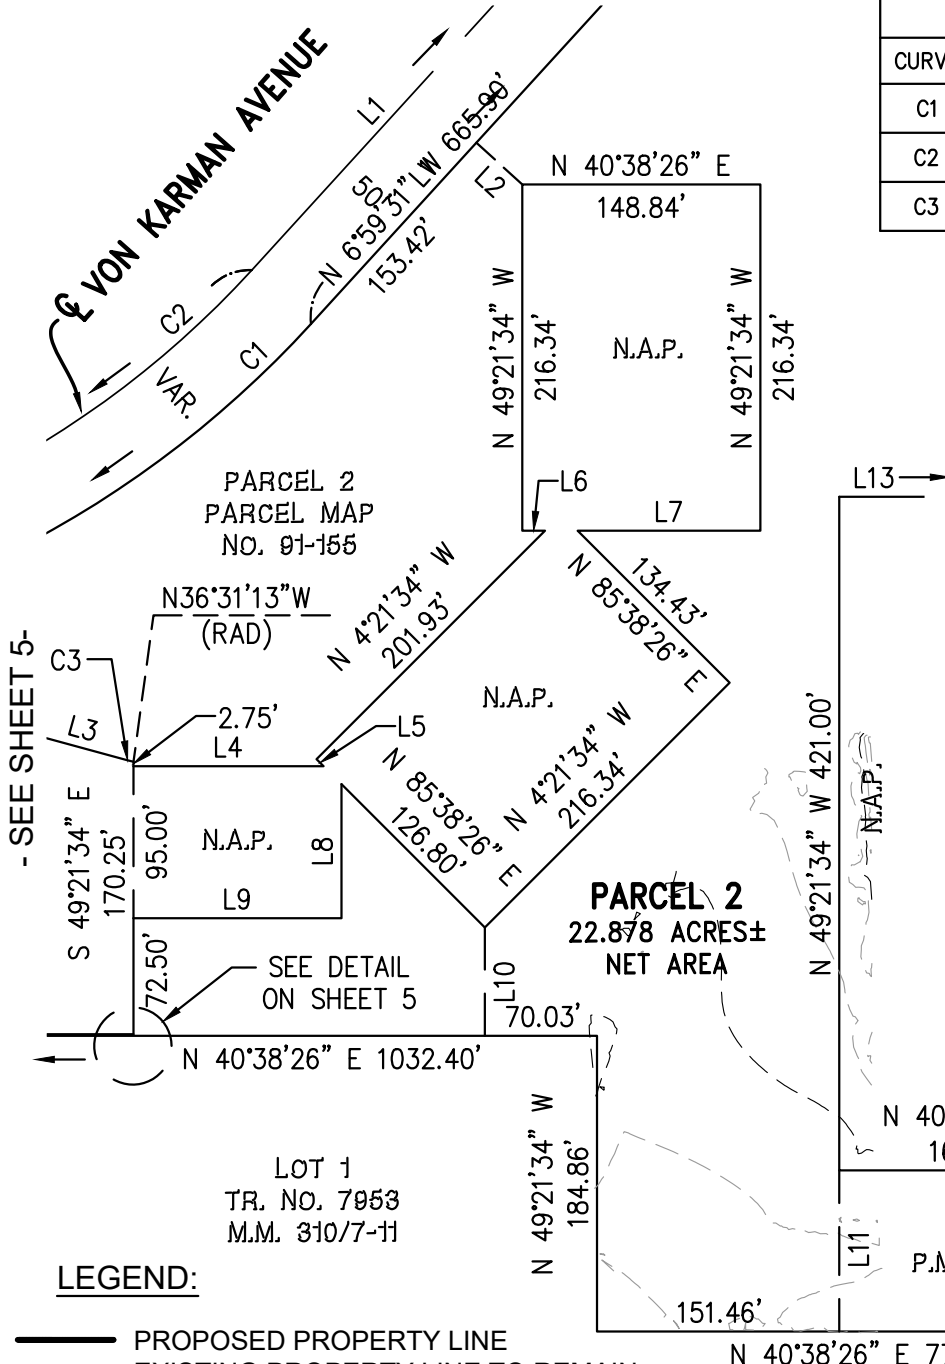 ℄ VON KARMAN AVENUE
L1
CURV
C1
C2
C3
N 6°59'31" W 665.90'
50'
153.42'
L2
N 40°38'26" E
148.84'
C2
C1
VAR.
N 49°21'34" W
216.34'
N.A.P.
N 49°21'34" W
216.34'
PARCEL 2
PARCEL MAP
NO. 91-155
L6
L7
L13
N 4°21'34" W
201.93'
134.43'
N 85°38'26" E
N36°31'13"W
(RAD)
- SEE SHEET 5-
C3
L3
2.75'
L4
L5
N.A.P.
N 4°21'34" W
216.34'
N 85°38'26" E
126.80'
S 49°21'34" E
170.25'
95.00'
N.A.P.
L8
L9
N 49°21'34" W 421.00'
N.A.P.
PARCEL 2
22.878 ACRES±
NET AREA
72.50'
SEE DETAIL
ON SHEET 5
L10
70.03'
N 40°38'26" E 1032.40'
N 49°21'34" W
184.86'
N 40
16
LOT 1
TR. NO. 7953
M.M. 310/7-11
L11
P.M
151.46'
N 40°38'26" E
LEGEND:
PROPOSED PROPERTY LINE
EXISTING PROPERTY LINE TO REMAIN